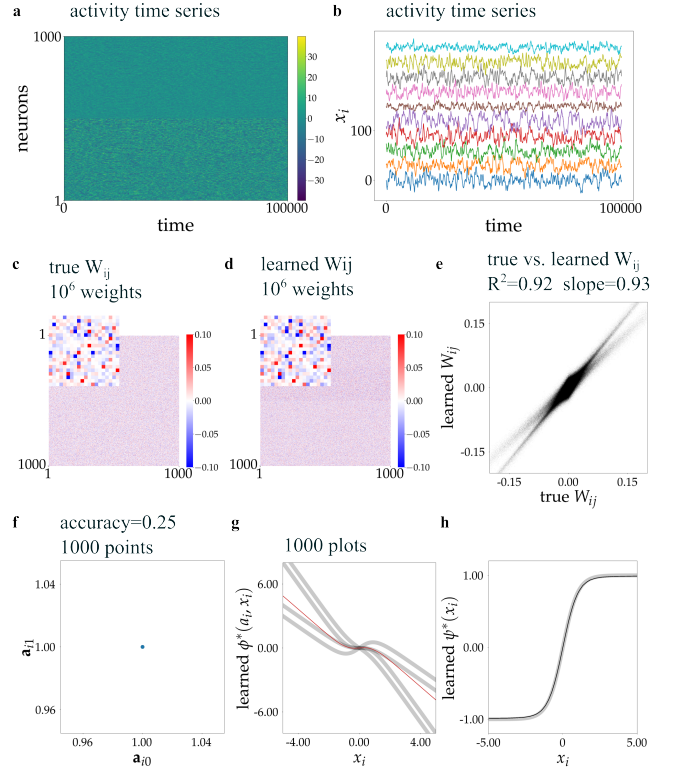 a
activity time series
1000
neurons
1
0
100000
time
30
20
10
0
−10
−20
−30
b
activity time series
x_i
100
0
0
100000
time
c
true W_ij
10^6 weights
1
1000
1
1000
0.10
0.05
0.00
−0.05
−0.10
d
learned Wij
10^6 weights
1
1000
1
1000
0.10
0.05
0.00
−0.05
−0.10
e
true vs. learned W_ij
R^2=0.92 slope=0.93
learned W_ij
0.15
0.00
-0.15
-0.15
0.00
0.15
true W_ij
f
accuracy=0.25
1000 points
a_i1
1.04
1.00
0.96
0.96
1.00
1.04
a_i0
g
1000 plots
learned ϕ*(a_i, x_i)
6.00
0.00
-6.00
-4.00
0.00
4.00
x_i
h
learned ψ*(x_i)
1.00
0.00
-1.00
-5.00
0
5.00
x_i